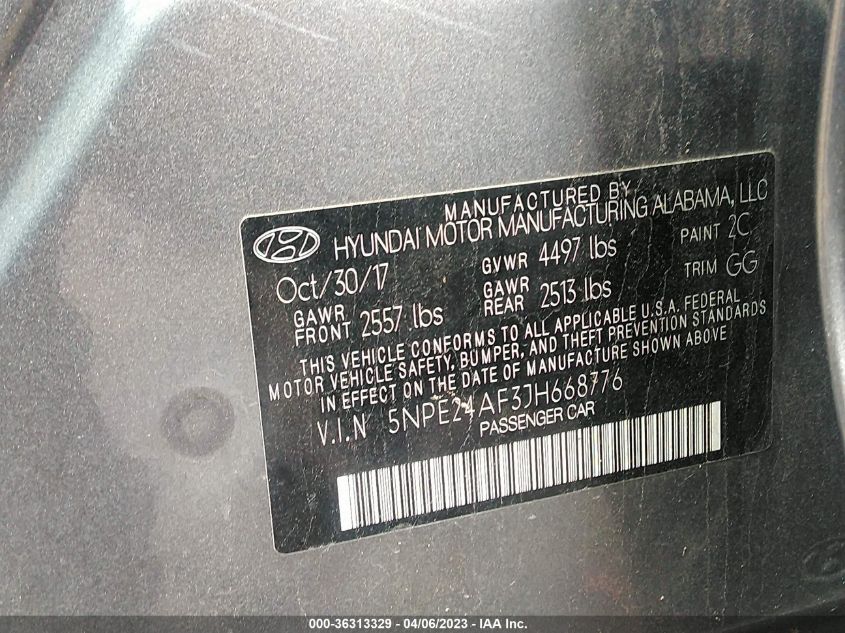 MANUFACTURED BY
HYUNDAI MOTOR MANUFACTURING ALABAMA, LLC
Oct/30/17 GVWR 4497 lbs PAINT 2C
GAWR FRONT 2557 lbs GAWR REAR 2513 lbs TRIM GG
THIS VEHICLE CONFORMS TO ALL APPLICABLE U.S.A. FEDERAL
MOTOR VEHICLE SAFETY, BUMPER, AND THEFT PREVENTION STANDARDS
IN EFFECT ON THE DATE OF MANUFACTURE SHOWN ABOVE
V.I.N 5NPE24AF3JH668776
PASSENGER CAR
000-36313329 - 04/06/2023 - IAA Inc.